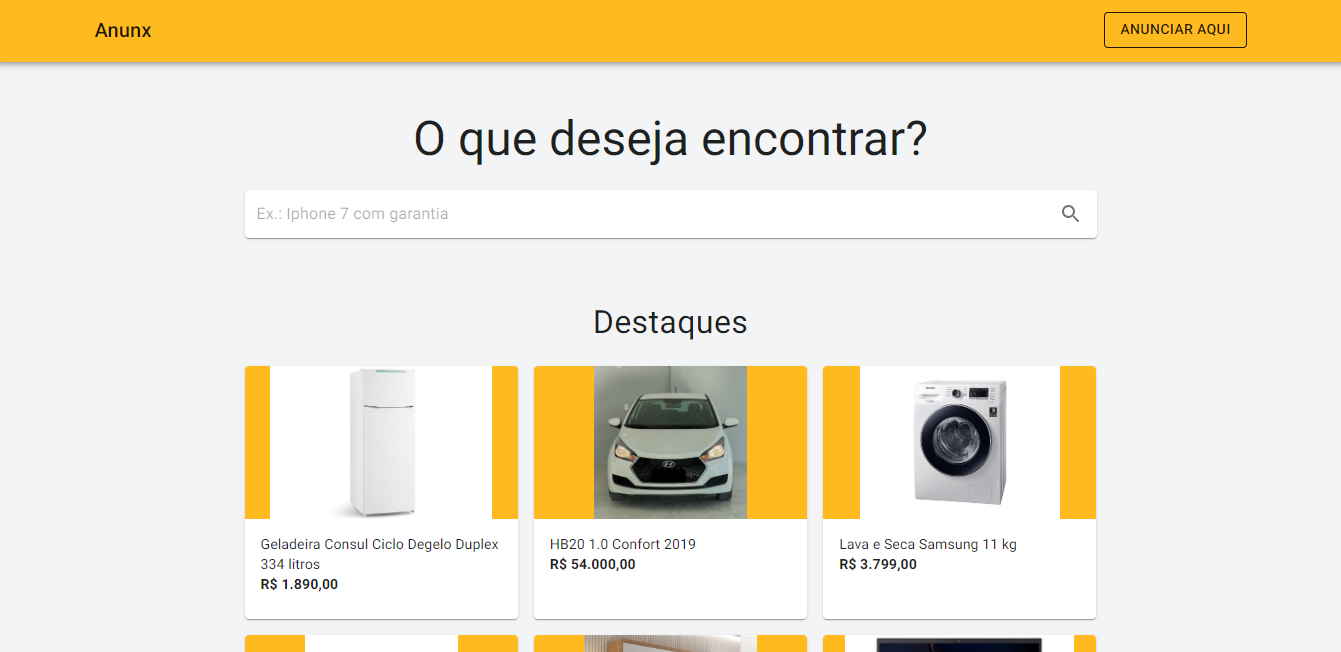 Anunx
ANUNCIAR AQUI
O que deseja encontrar?
Ex.: Iphone 7 com garantia
Destaques
Geladeira Consul Ciclo Degelo Duplex
334 litros
R$ 1.890,00
HB20 1.0 Confort 2019
R$ 54.000,00
Lava e Seca Samsung 11 kg
R$ 3.799,00